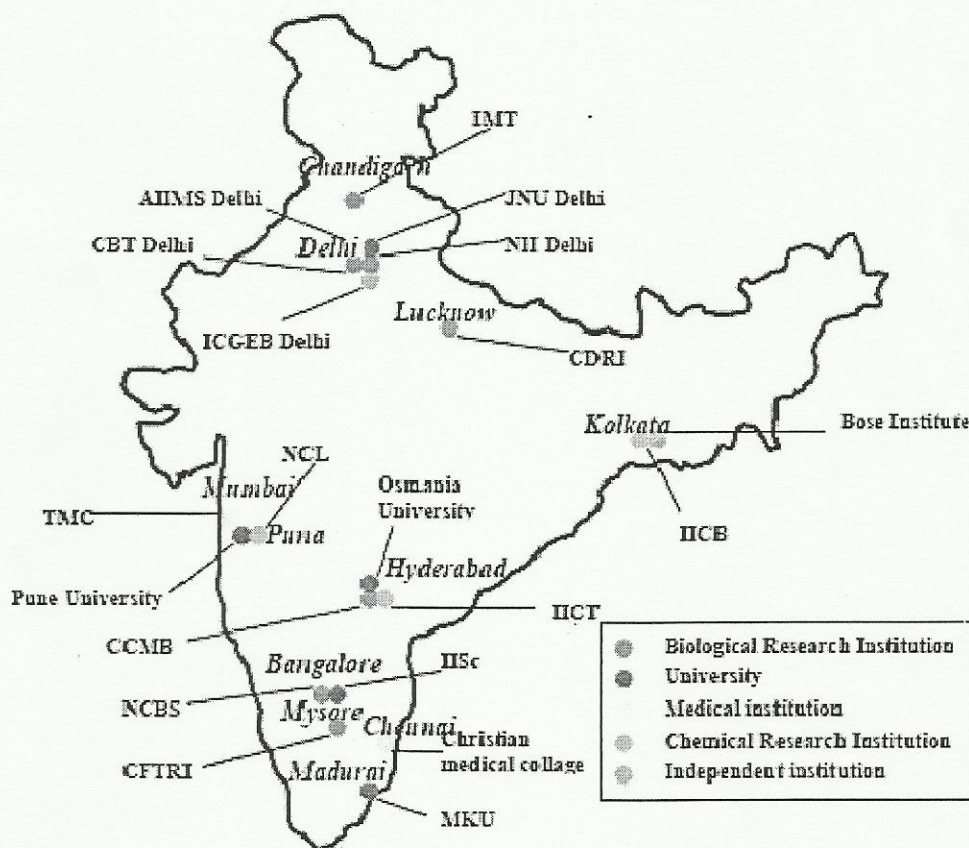 IMT
Chandigarh
AIIMS Delhi
JNU Delhi
CBT Delhi
Delhi
NII Delhi
Lucknow
ICGEB Delhi
CDRI
Kolkata
Bose Institute
NCL
Mumbai
Osmania
University
TMC
Puna
IICB
Hyderabad
Pune University
IICT
CCMB
Bangalore
IISc
NCBS
Mysore
Chennai
Christian
medical collage
CFTRI
Madurai
MKU
Biological Research Institution
University
Medical institution
Chemical Research Institution
Independent institution